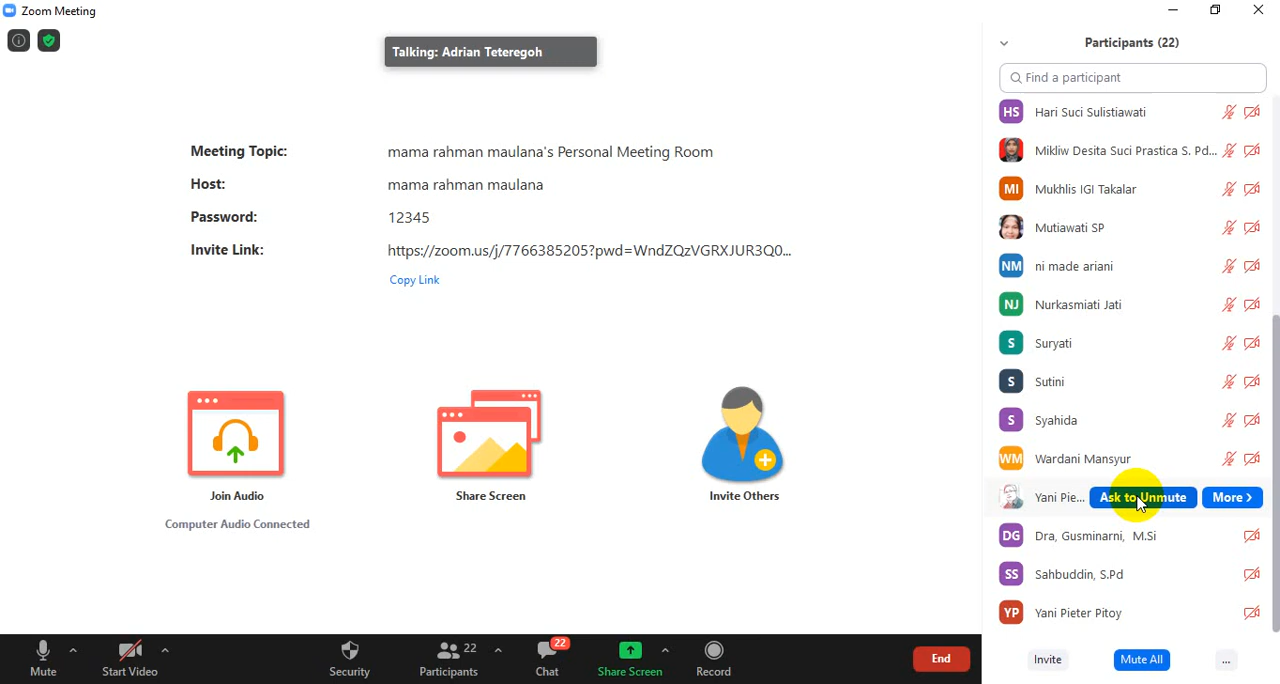 Zoom Meeting
Talking: Adrian Teteregoh
Meeting Topic: mama rahman maulana's Personal Meeting Room
Host: mama rahman maulana
Password: 12345
Invite Link: https://zoom.us/j/7766385205?pwd=WndZQzVGRXJUR3Q0...
Copy Link
Join Audio
Computer Audio Connected
Share Screen
Invite Others
Participants (22)
Find a participant
HS Hari Suci Sulistiawati
Mikliw Desita Suci Prastica S. Pd...
MI Mukhlis IGI Takalar
Mutiawati SP
NM ni made ariani
NJ Nurkasmiati Jati
S Suryati
S Sutini
S Syahida
WM Wardani Mansyur
Yani Pie... Ask to Unmute More >
DG Dra, Gusminarni, M.Si
SS Sahbuddin, S.Pd
YP Yani Pieter Pitoy
Invite Mute All ...
Mute Start Video Security Participants 22 Chat 22 Share Screen Record End